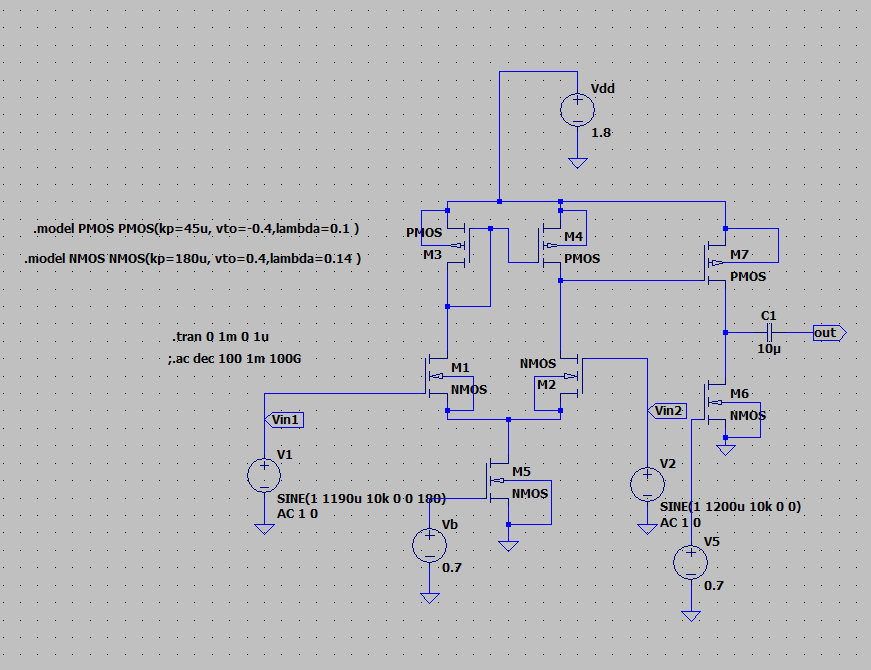 Vdd
1.8
.model PMOS PMOS(kp=45u, vto=-0.4,lambda=0.1 )
PMOS
M3
M4
PMOS
.model NMOS NMOS(kp=180u, vto=0.4,lambda=0.14 )
M7
PMOS
C1
out
10µ
.tran 0 1m 0 1u
;.ac dec 100 1m 100G
M1
NMOS
NMOS
M2
M6
NMOS
Vin1
Vin2
V1
SINE(1 1190u 10k 0 0 180)
AC 1 0
M5
NMOS
V2
SINE(1 1200u 10k 0 0)
AC 1 0
Vb
0.7
V5
0.7